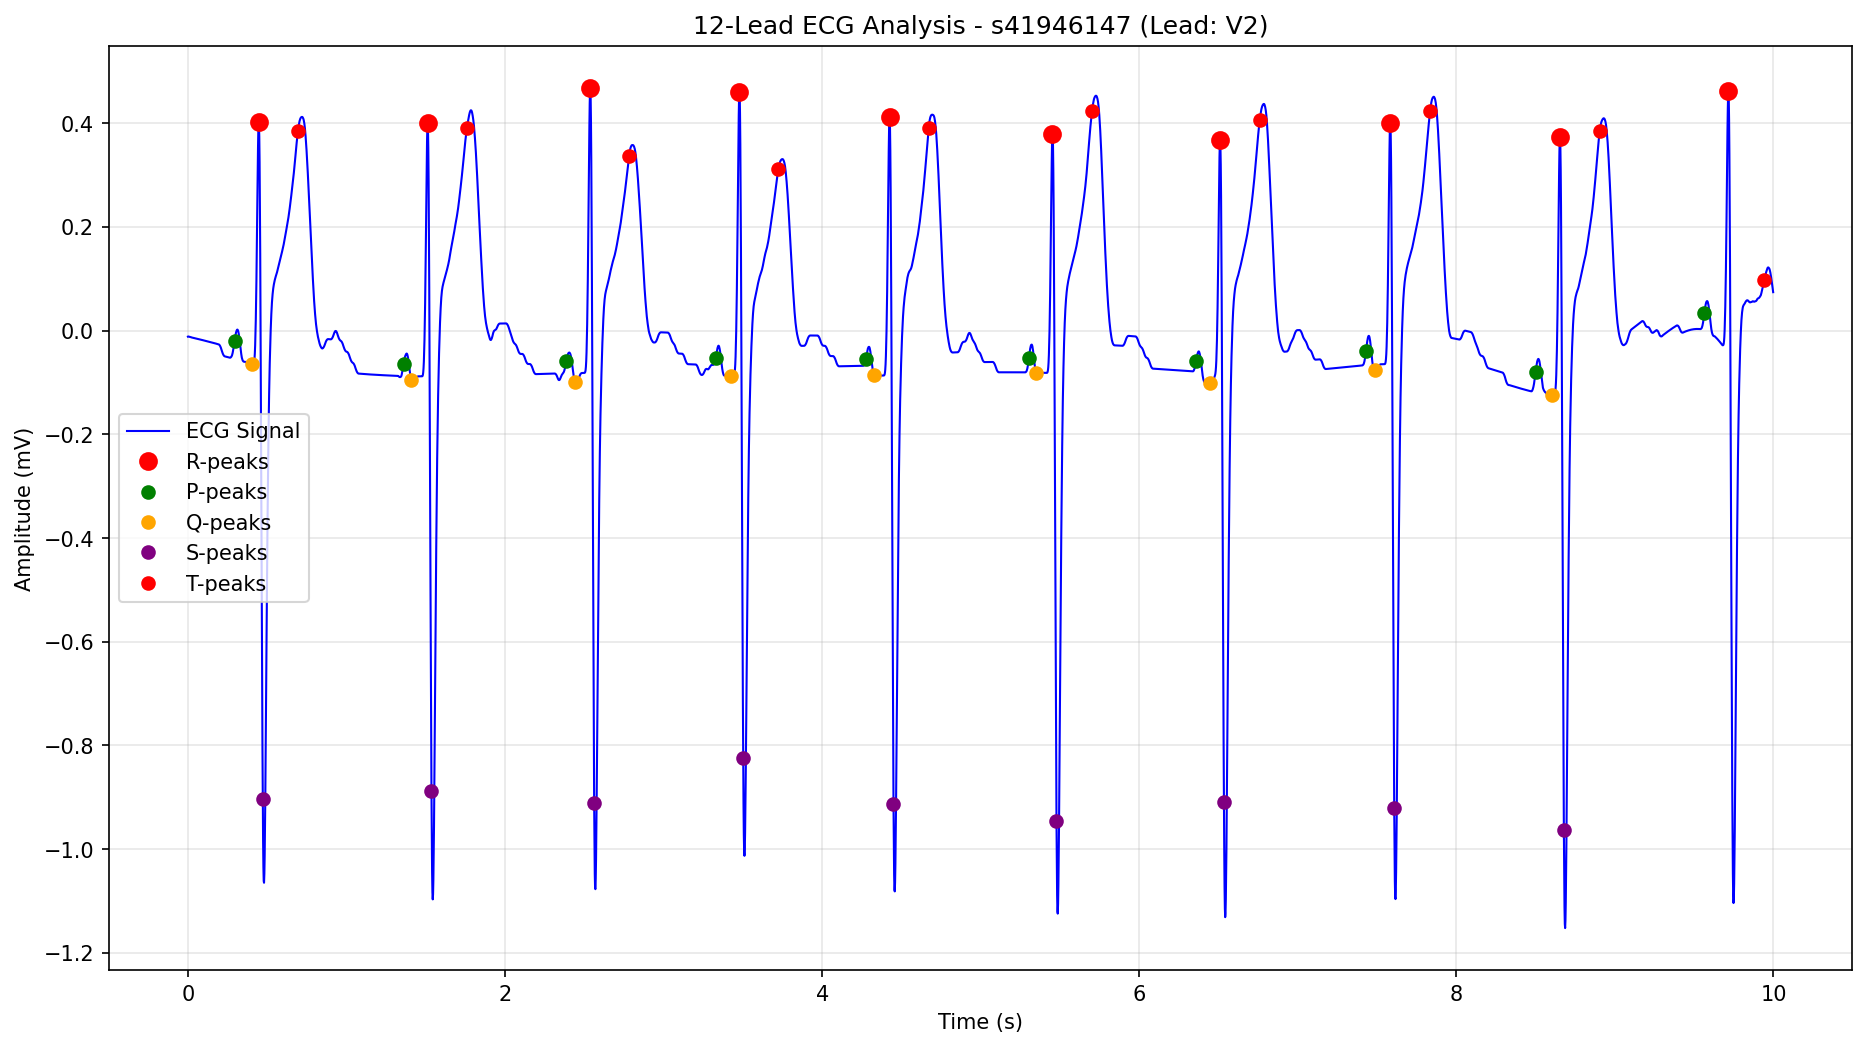 12-Lead ECG Analysis - s41946147 (Lead: V2)
0.4
0.2
0.0
−0.2
−0.4
−0.6
−0.8
−1.0
−1.2
Amplitude (mV)
ECG Signal
R-peaks
P-peaks
Q-peaks
S-peaks
T-peaks
0 2 4 6 8 10
Time (s)